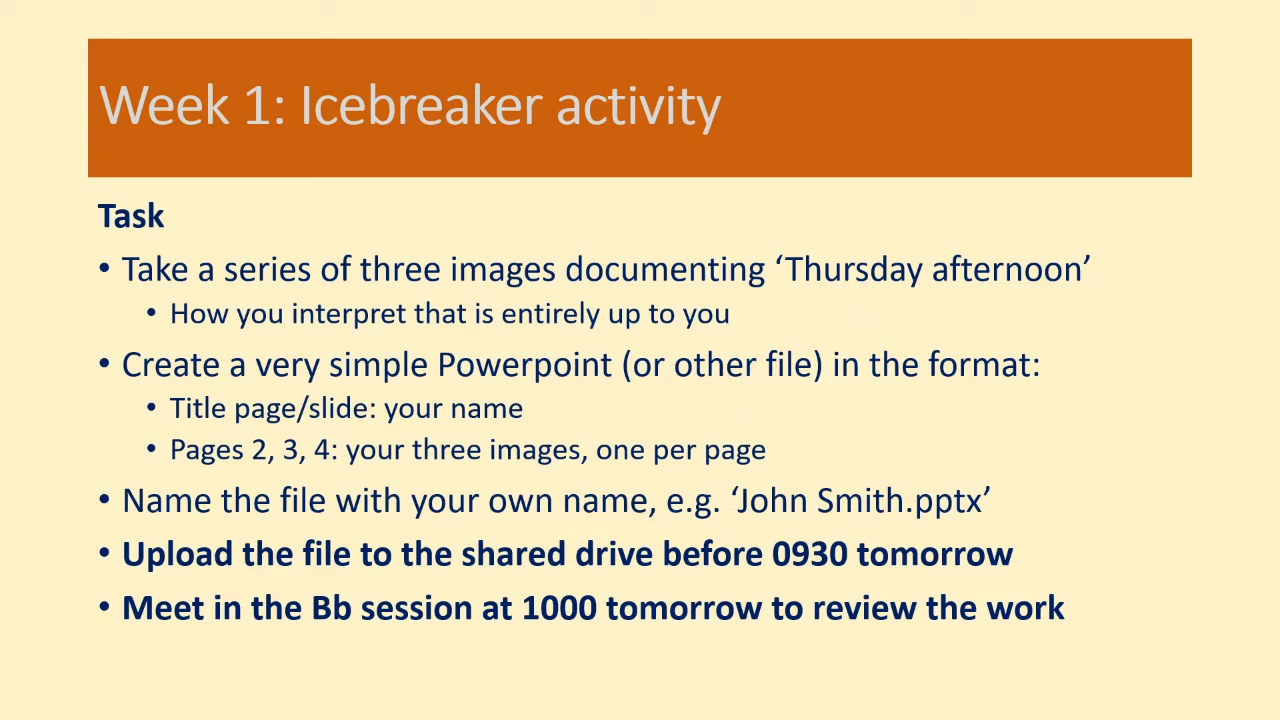 Week 1: Icebreaker activity
Task
• Take a series of three images documenting ‘Thursday afternoon’
• How you interpret that is entirely up to you
• Create a very simple Powerpoint (or other file) in the format:
• Title page/slide: your name
• Pages 2, 3, 4: your three images, one per page
• Name the file with your own name, e.g. ‘John Smith.pptx’
• Upload the file to the shared drive before 0930 tomorrow
• Meet in the Bb session at 1000 tomorrow to review the work